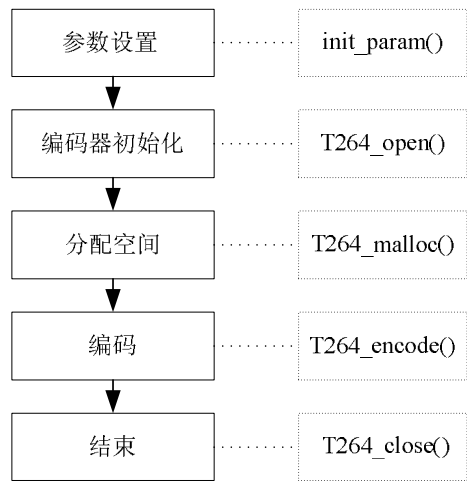 参数设置 init_param()
编码器初始化 T264_open()
分配空间 T264_malloc()
编码 T264_encode()
结束 T264_close()